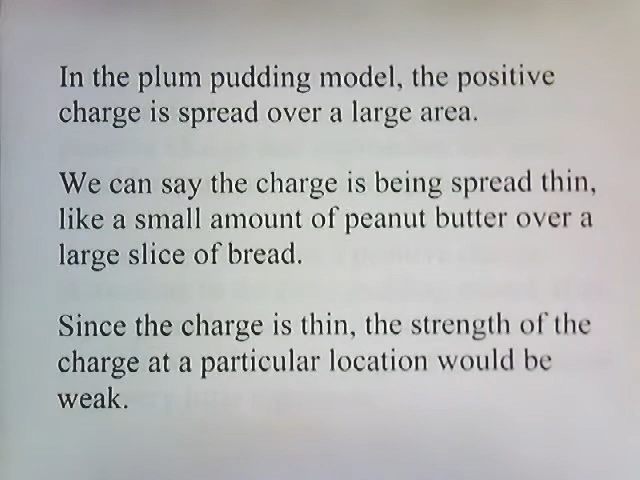 In the plum pudding model, the positive
charge is spread over a large area.
We can say the charge is being spread thin,
like a small amount of peanut butter over a
large slice of bread.
Since the charge is thin, the strength of the
charge at a particular location would be
weak.